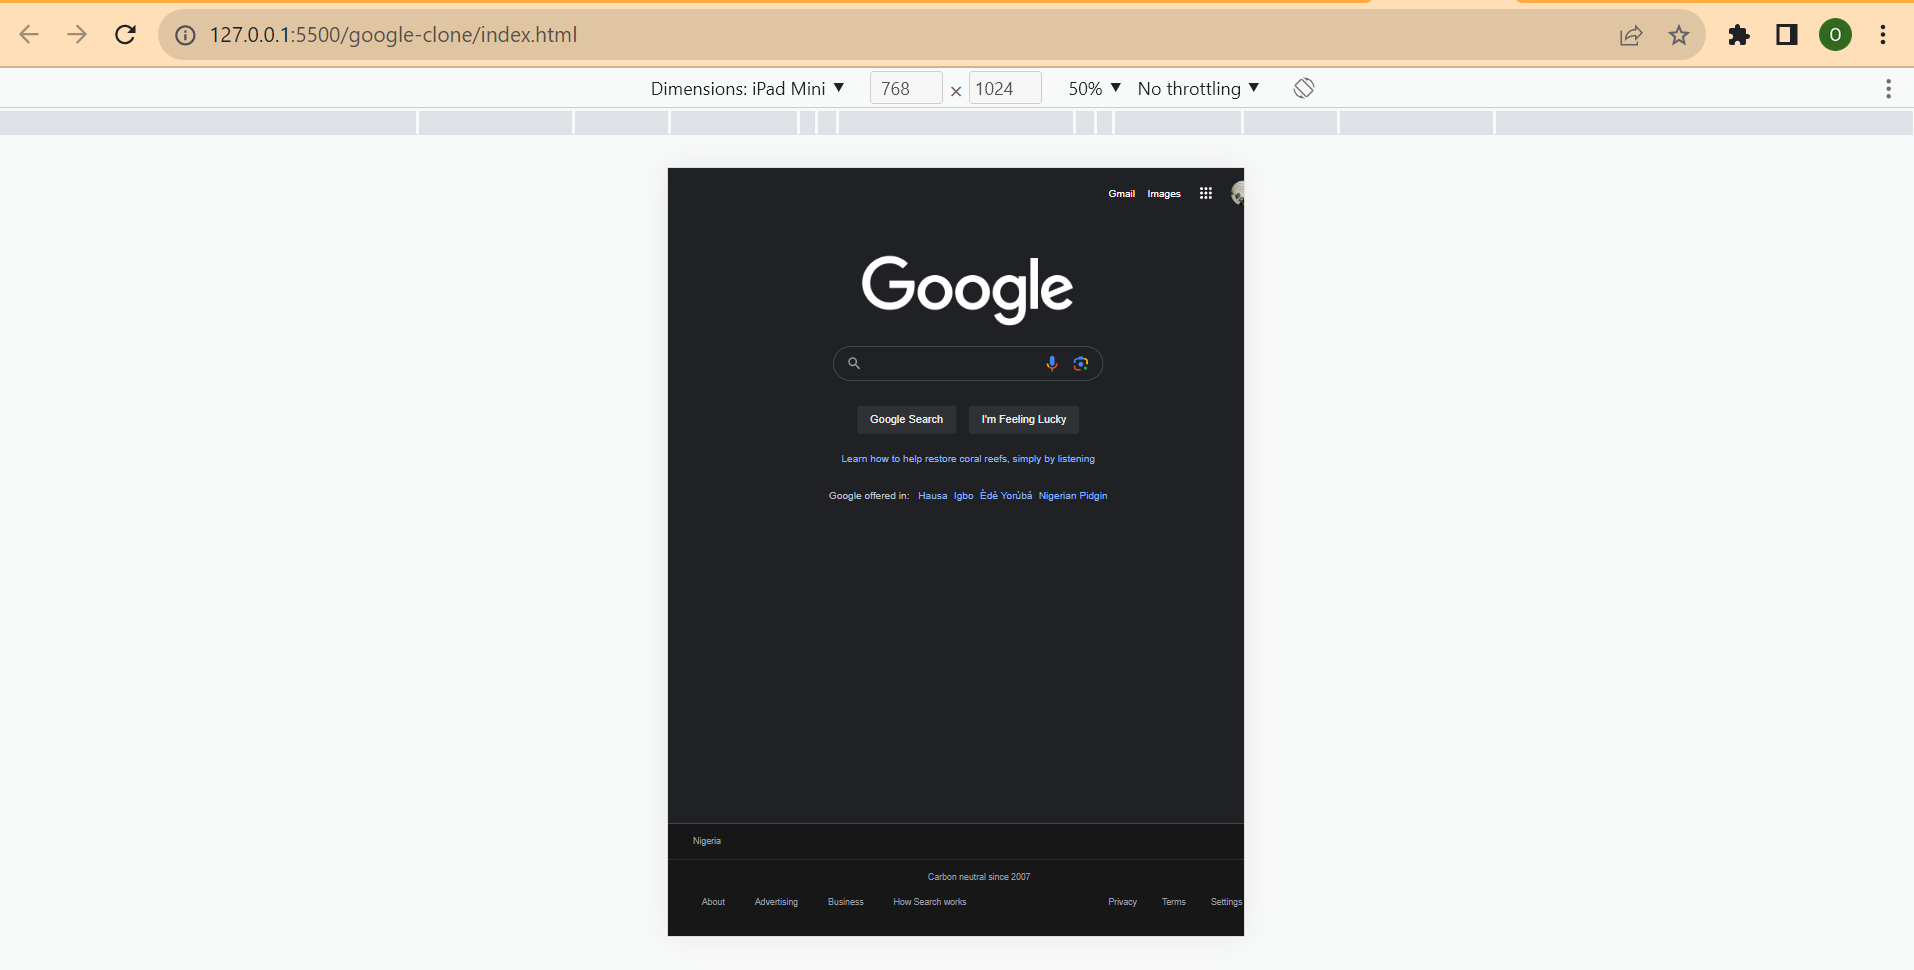 127.0.0.1:5500/google-clone/index.html
O
Dimensions: iPad Mini ▼ 768 × 1024 50% ▼ No throttling ▼
Gmail Images
Google
Google Search I'm Feeling Lucky
Learn how to help restore coral reefs, simply by listening
Google offered in: Hausa Igbo Èdè Yorùbá Nigerian Pidgin
Nigeria
Carbon neutral since 2007
About Advertising Business How Search works Privacy Terms Settings